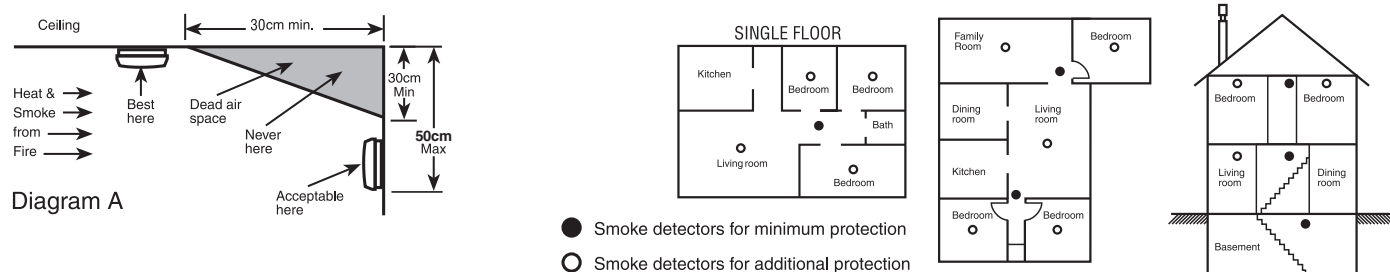 Ceiling
30cm min.
Heat &
Smoke
from
Fire
Best
here
Dead air
space
Never
here
30cm
Min
50cm
Max
Acceptable
here
Diagram A
SINGLE FLOOR
Kitchen
Bedroom
Bedroom
Bath
Living room
Bedroom
Smoke detectors for minimum protection
Smoke detectors for additional protection
Family
Room
Bedroom
Dining
room
Living
room
Kitchen
Bedroom
Bedroom
Bedroom
Bedroom
Living
room
Dining
room
Basement